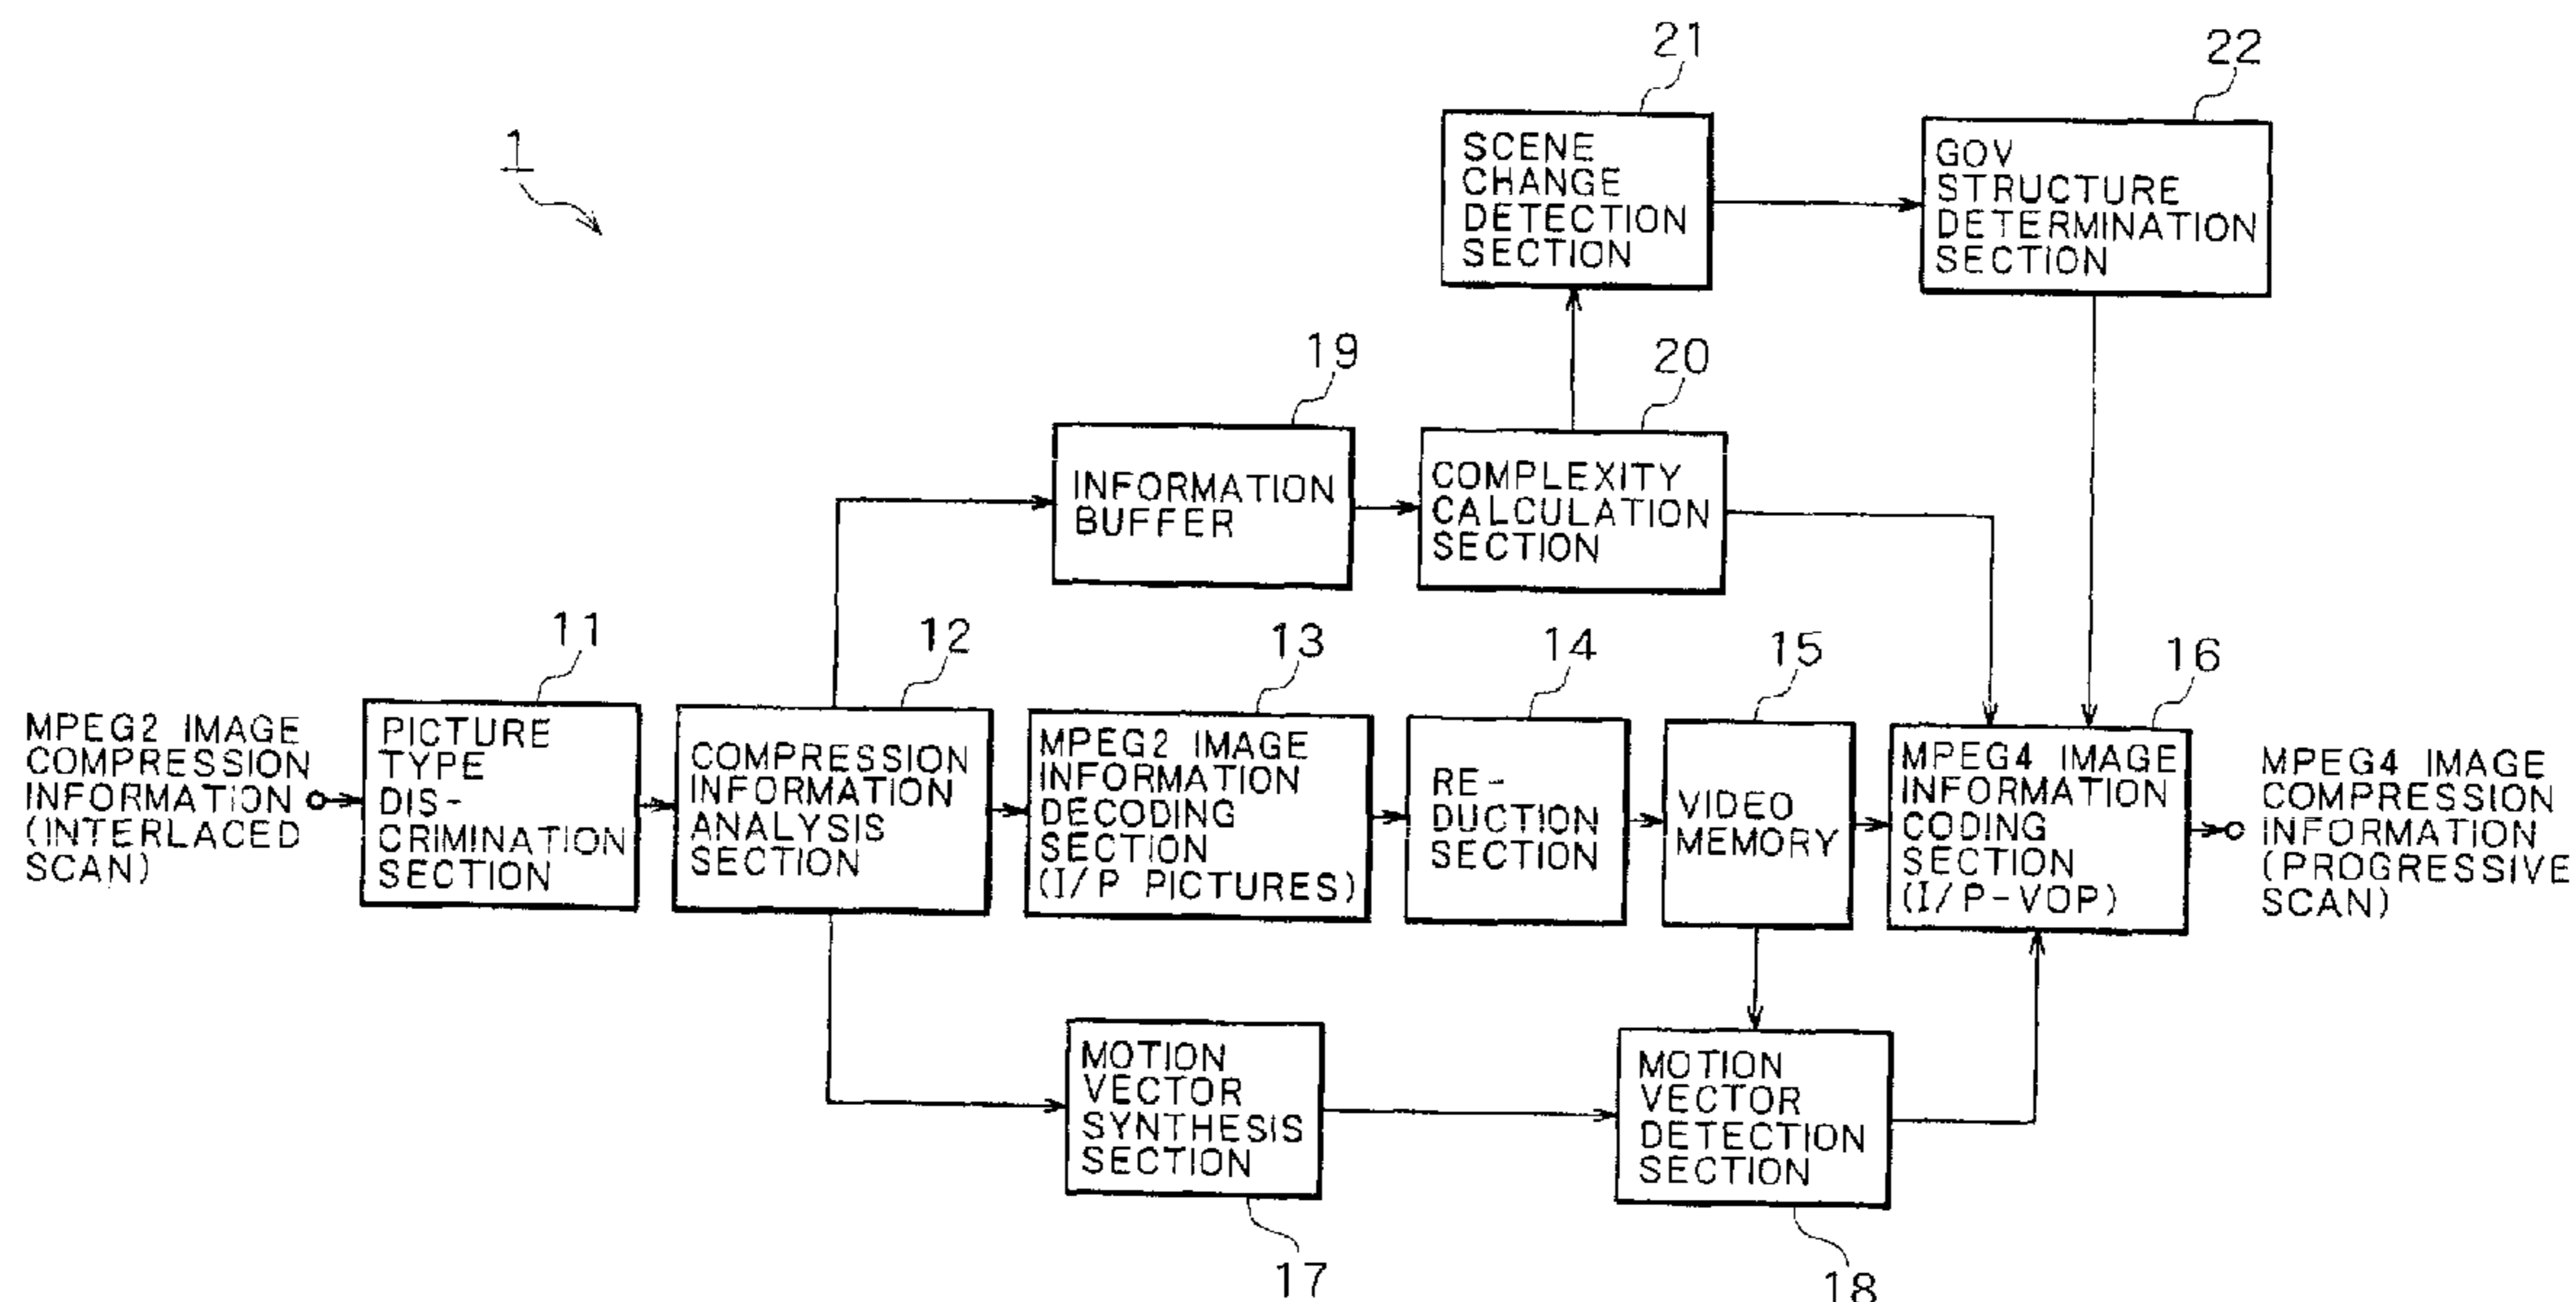 21
22
1
SCENE
CHANGE
DETECTION
SECTION
GOV
STRUCTURE
DETERMINATION
SECTION
19
20
INFORMATION
BUFFER
COMPLEXITY
CALCULATION
SECTION
11
12
13
14
15
16
MPEG2 IMAGE
COMPRESSION
INFORMATION
(INTERLACED
SCAN)
PICTURE
TYPE
DIS-
CRIMINATION
SECTION
COMPRESSION
INFORMATION
ANALYSIS
SECTION
MPEG2 IMAGE
INFORMATION
DECODING
SECTION
(I/P PICTURES)
RE-
DUCTION
SECTION
VIDEO
MEMORY
MPEG4 IMAGE
INFORMATION
CODING
SECTION
(I/P-VOP)
MPEG4 IMAGE
COMPRESSION
INFORMATION
(PROGRESSIVE
SCAN)
MOTION
VECTOR
SYNTHESIS
SECTION
MOTION
VECTOR
DETECTION
SECTION
17
18